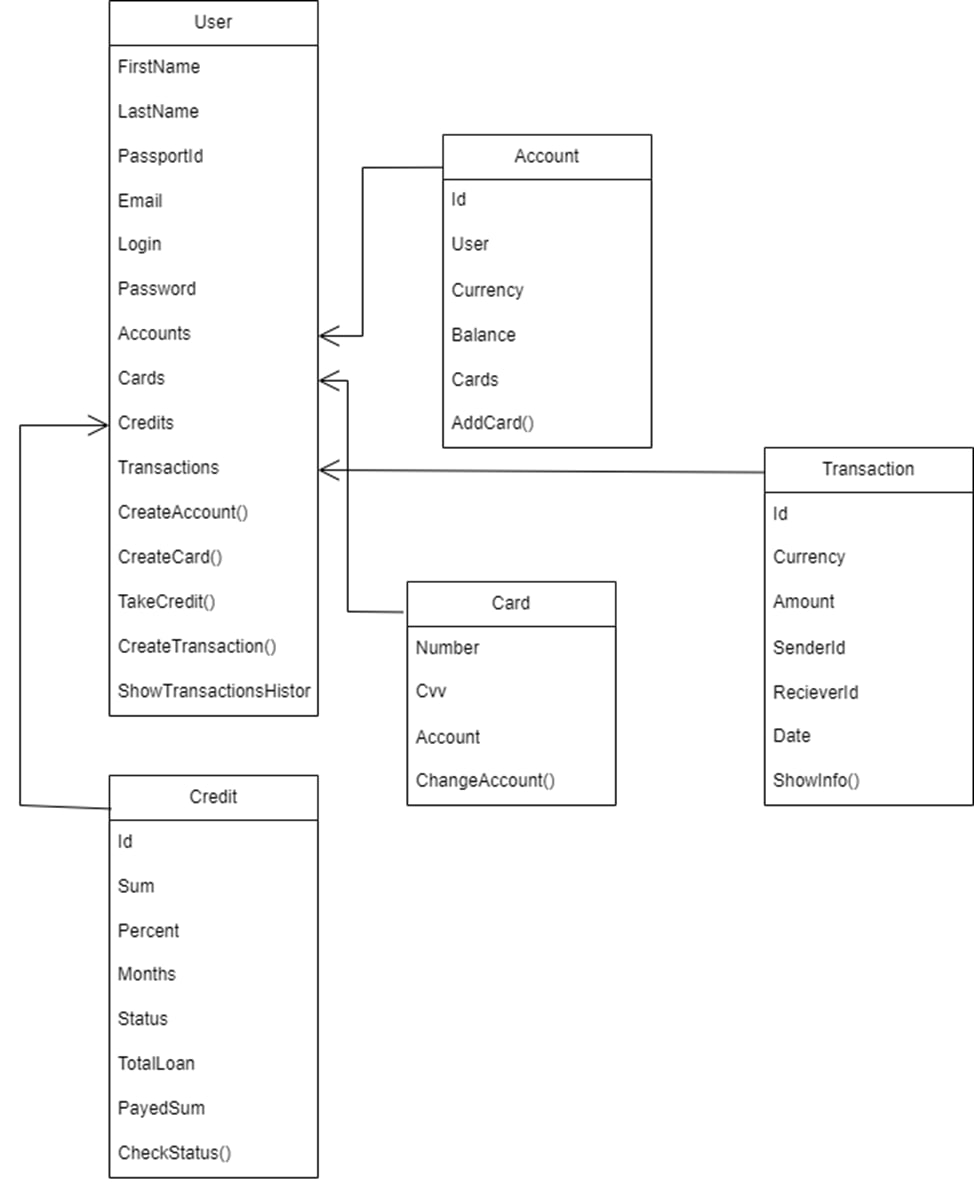 User
FirstName
LastName
PassportId
Email
Login
Password
Accounts
Cards
Credits
Transactions
CreateAccount()
CreateCard()
TakeCredit()
CreateTransaction()
ShowTransactionsHistor
Account
Id
User
Currency
Balance
Cards
AddCard()
Transaction
Id
Currency
Amount
SenderId
RecieverId
Date
ShowInfo()
Card
Number
Cvv
Account
ChangeAccount()
Credit
Id
Sum
Percent
Months
Status
TotalLoan
PayedSum
CheckStatus()